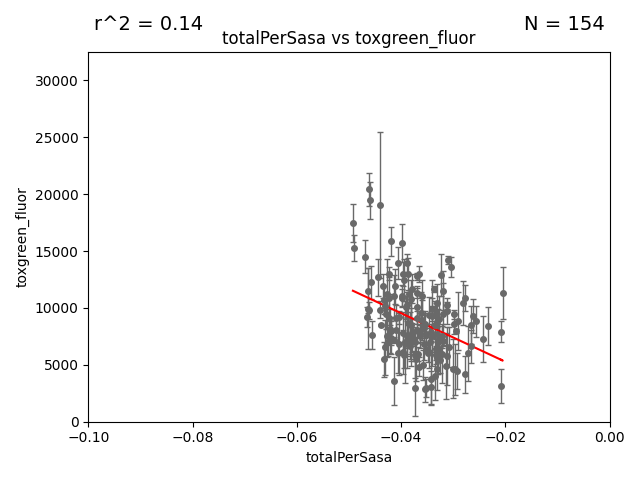 r^2 = 0.14
N = 154
totalPerSasa vs toxgreen_fluor
30000
25000
20000
15000
10000
5000
0
toxgreen_fluor
−0.10
−0.08
−0.06
−0.04
−0.02
0.00
totalPerSasa